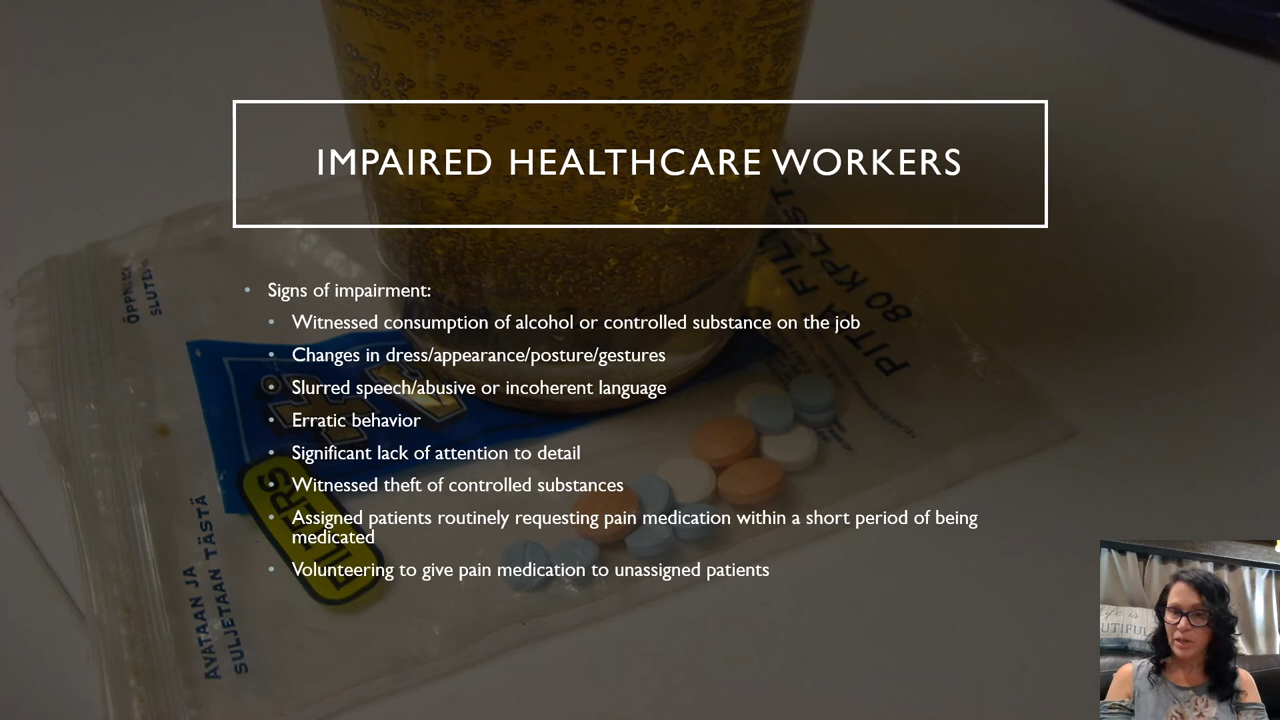 IMPAIRED HEALTHCARE WORKERS
• Signs of impairment:
• Witnessed consumption of alcohol or controlled substance on the job
• Changes in dress/appearance/posture/gestures
• Slurred speech/abusive or incoherent language
• Erratic behavior
• Significant lack of attention to detail
• Witnessed theft of controlled substances
• Assigned patients routinely requesting pain medication within a short period of being
medicated
• Volunteering to give pain medication to unassigned patients
AVATAAN JA
SULJETAAN TÄSTÄ
FILTERS
80 KPL